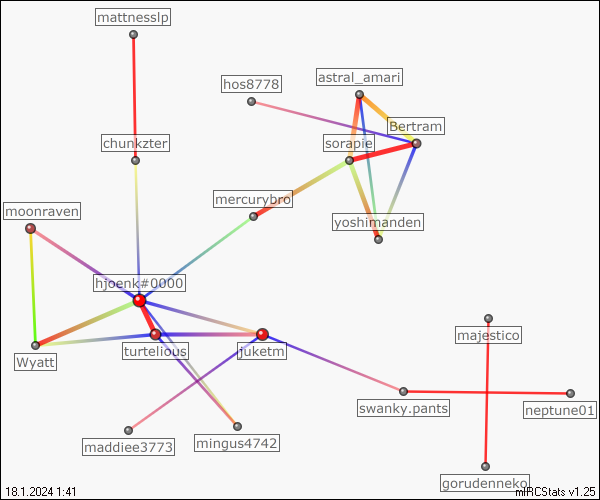 mattnesslp
astral_amari
hos8778
Bertram
chunkzter
sorapie
mercurybro
moonraven
yoshimanden
hjoenk#0000
majestico
Wyatt
turtelious
juketm
swanky.pants
neptune01
maddiee3773
mingus4742
gorudenneko
18.1.2024 1:41
mIRCStats v1.25